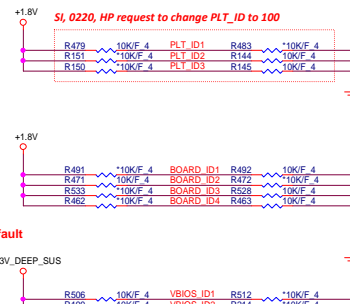 +1.8V
SI, 0220, HP request to change PLT_ID to 100
R479 10K/F_4 PLT_ID1 R483 *10K/F_4
R151 *10K/F_4 PLT_ID2 R144 10K/F_4
R150 *10K/F_4 PLT_ID3 R145 10K/F_4
+1.8V
R491 *10K/F_4 BOARD_ID1 R492 10K/F_4
R471 10K/F_4 BOARD_ID2 R472 *10K/F_4
R533 *10K/F_4 BOARD_ID3 R528 10K/F_4
R462 *10K/F_4 BOARD_ID4 R463 10K/F_4
fault
3V_DEEP_SUS
R506 10K/F_4 VBIOS_ID1 R512 *10K/F_4